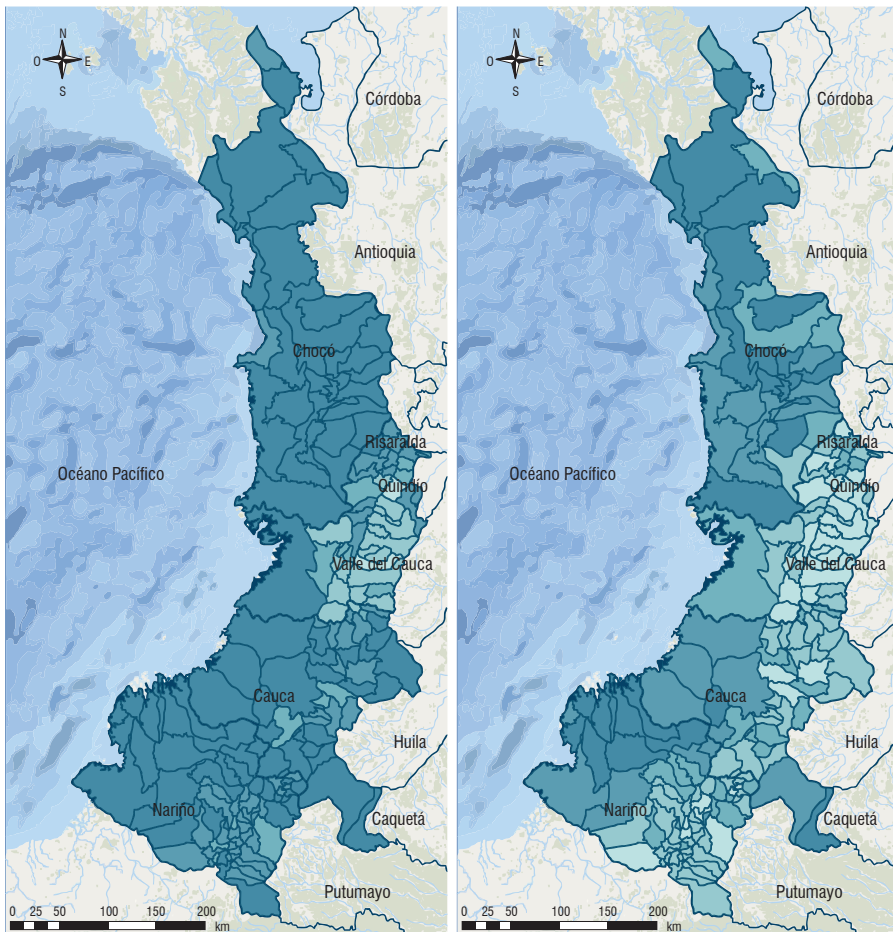 N
O E
S
Córdoba
Antioquia
Chocó
Risaralda
Quindío
Océano Pacífico
Valle del Cauca
Cauca
Huila
Nariño
Caquetá
Putumayo
0 25 50 100 150 200
km
N
O E
S
Córdoba
Antioquia
Chocó
Risaralda
Quindío
Océano Pacífico
Valle del Cauca
Cauca
Huila
Nariño
Caquetá
Putumayo
0 25 50 100 150 200
km